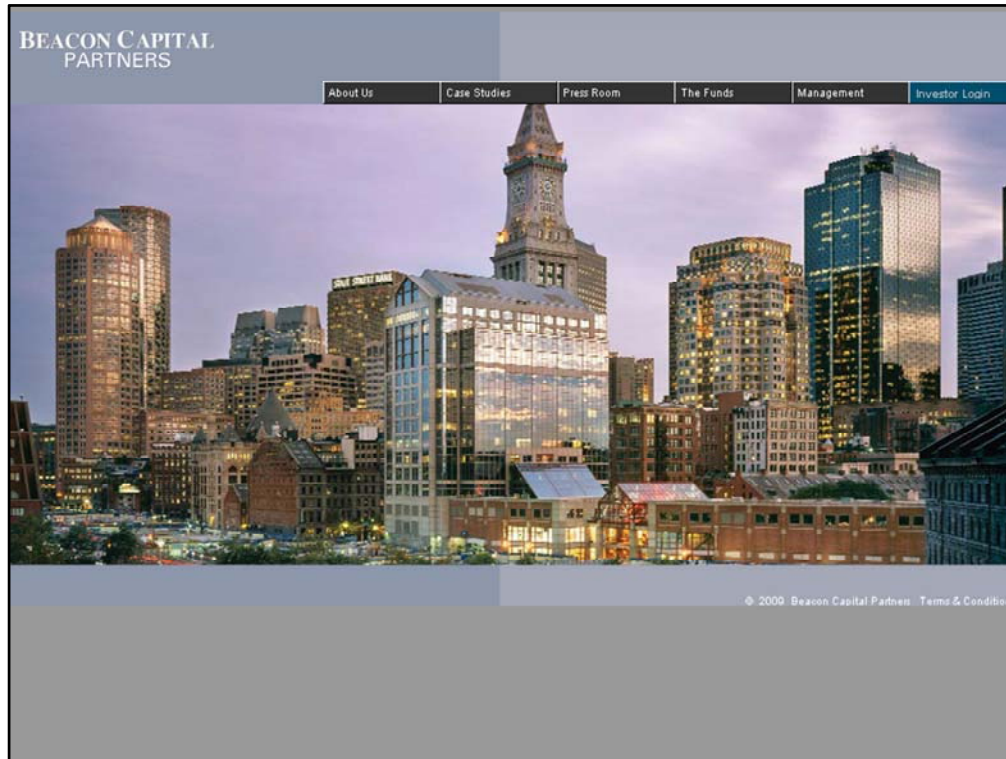 BEACON CAPITAL
PARTNERS
About Us
Case Studies
Press Room
The Funds
Management
Investor Login
STATE STREET BANK
© 2009 Beacon Capital Partners Terms & Conditio